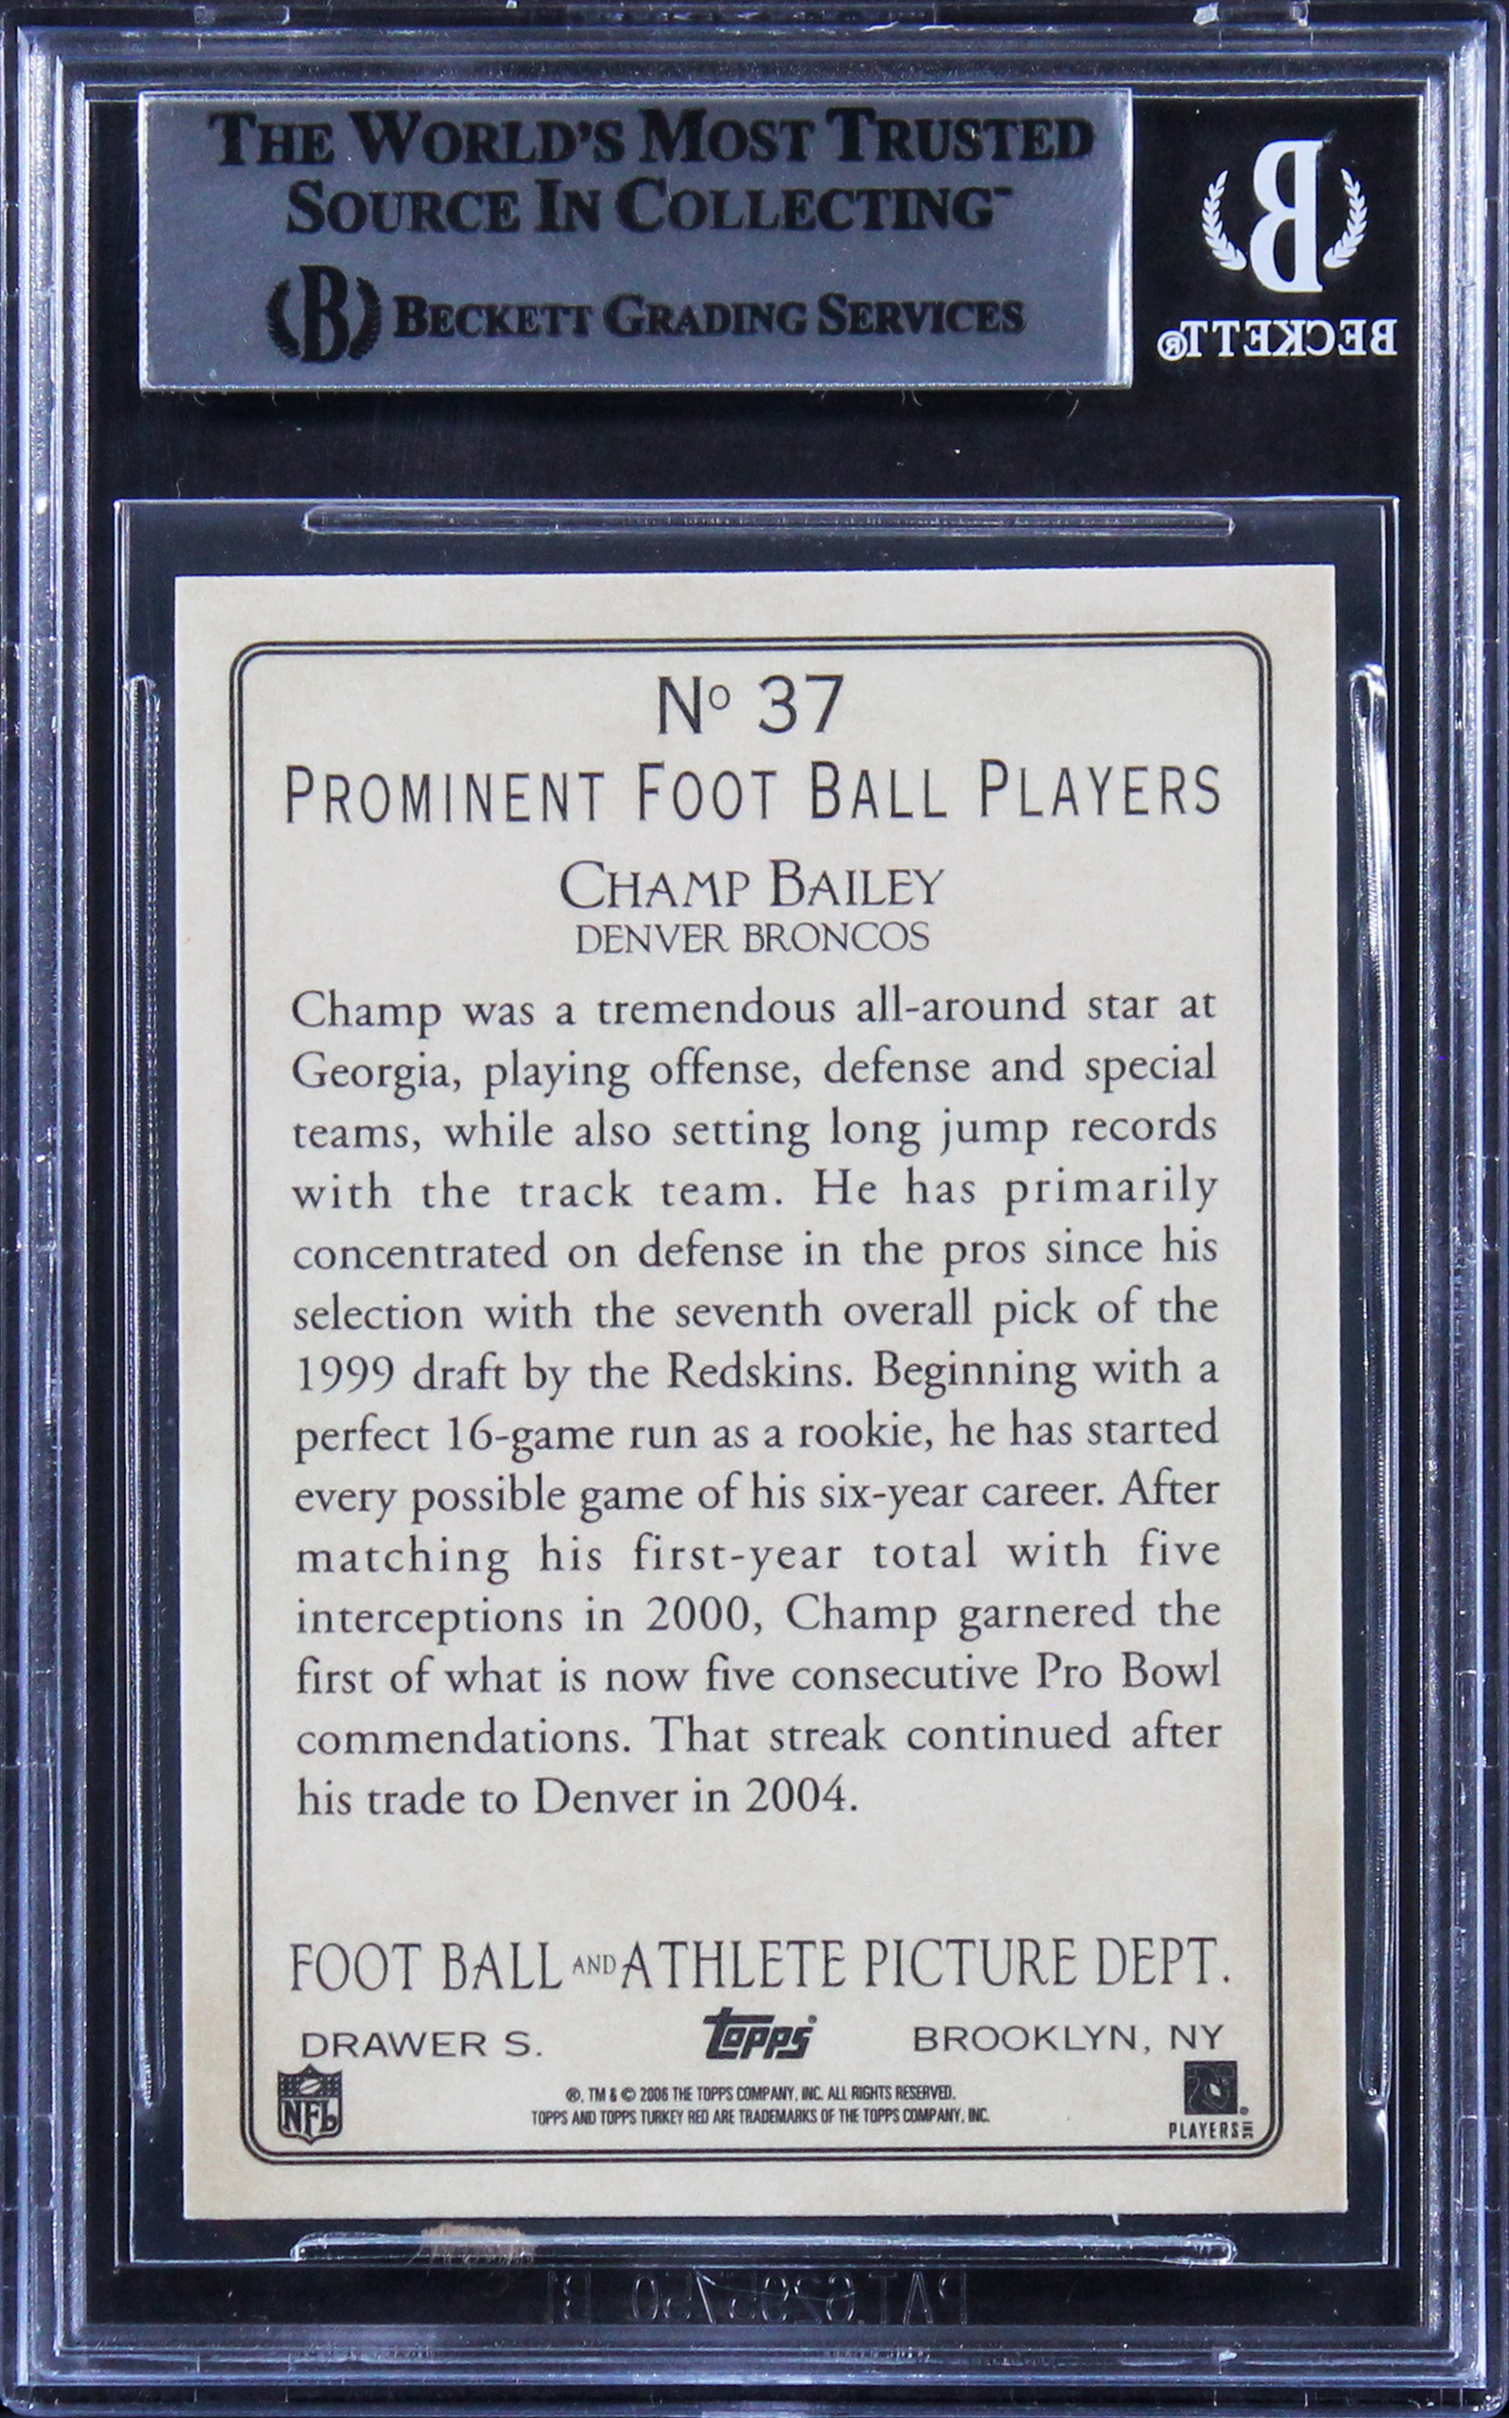 THE WORLD'S MOST TRUSTED
SOURCE IN COLLECTING™
B BECKETT GRADING SERVICES
B
BECKETT®
Nº 37
PROMINENT FOOT BALL PLAYERS
CHAMP BAILEY
DENVER BRONCOS
Champ was a tremendous all-around star at
Georgia, playing offense, defense and special
teams, while also setting long jump records
with the track team. He has primarily
concentrated on defense in the pros since his
selection with the seventh overall pick of the
1999 draft by the Redskins. Beginning with a
perfect 16-game run as a rookie, he has started
every possible game of his six-year career. After
matching his first-year total with five
interceptions in 2000, Champ garnered the
first of what is now five consecutive Pro Bowl
commendations. That streak continued after
his trade to Denver in 2004.
FOOT BALL AND ATHLETE PICTURE DEPT.
DRAWER S. topps BROOKLYN, NY
NFL
®, TM & © 2006 THE TOPPS COMPANY, INC. ALL RIGHTS RESERVED.
TOPPS AND TOPPS TURKEY RED ARE TRADEMARKS OF THE TOPPS COMPANY, INC.
PLAYERS INC